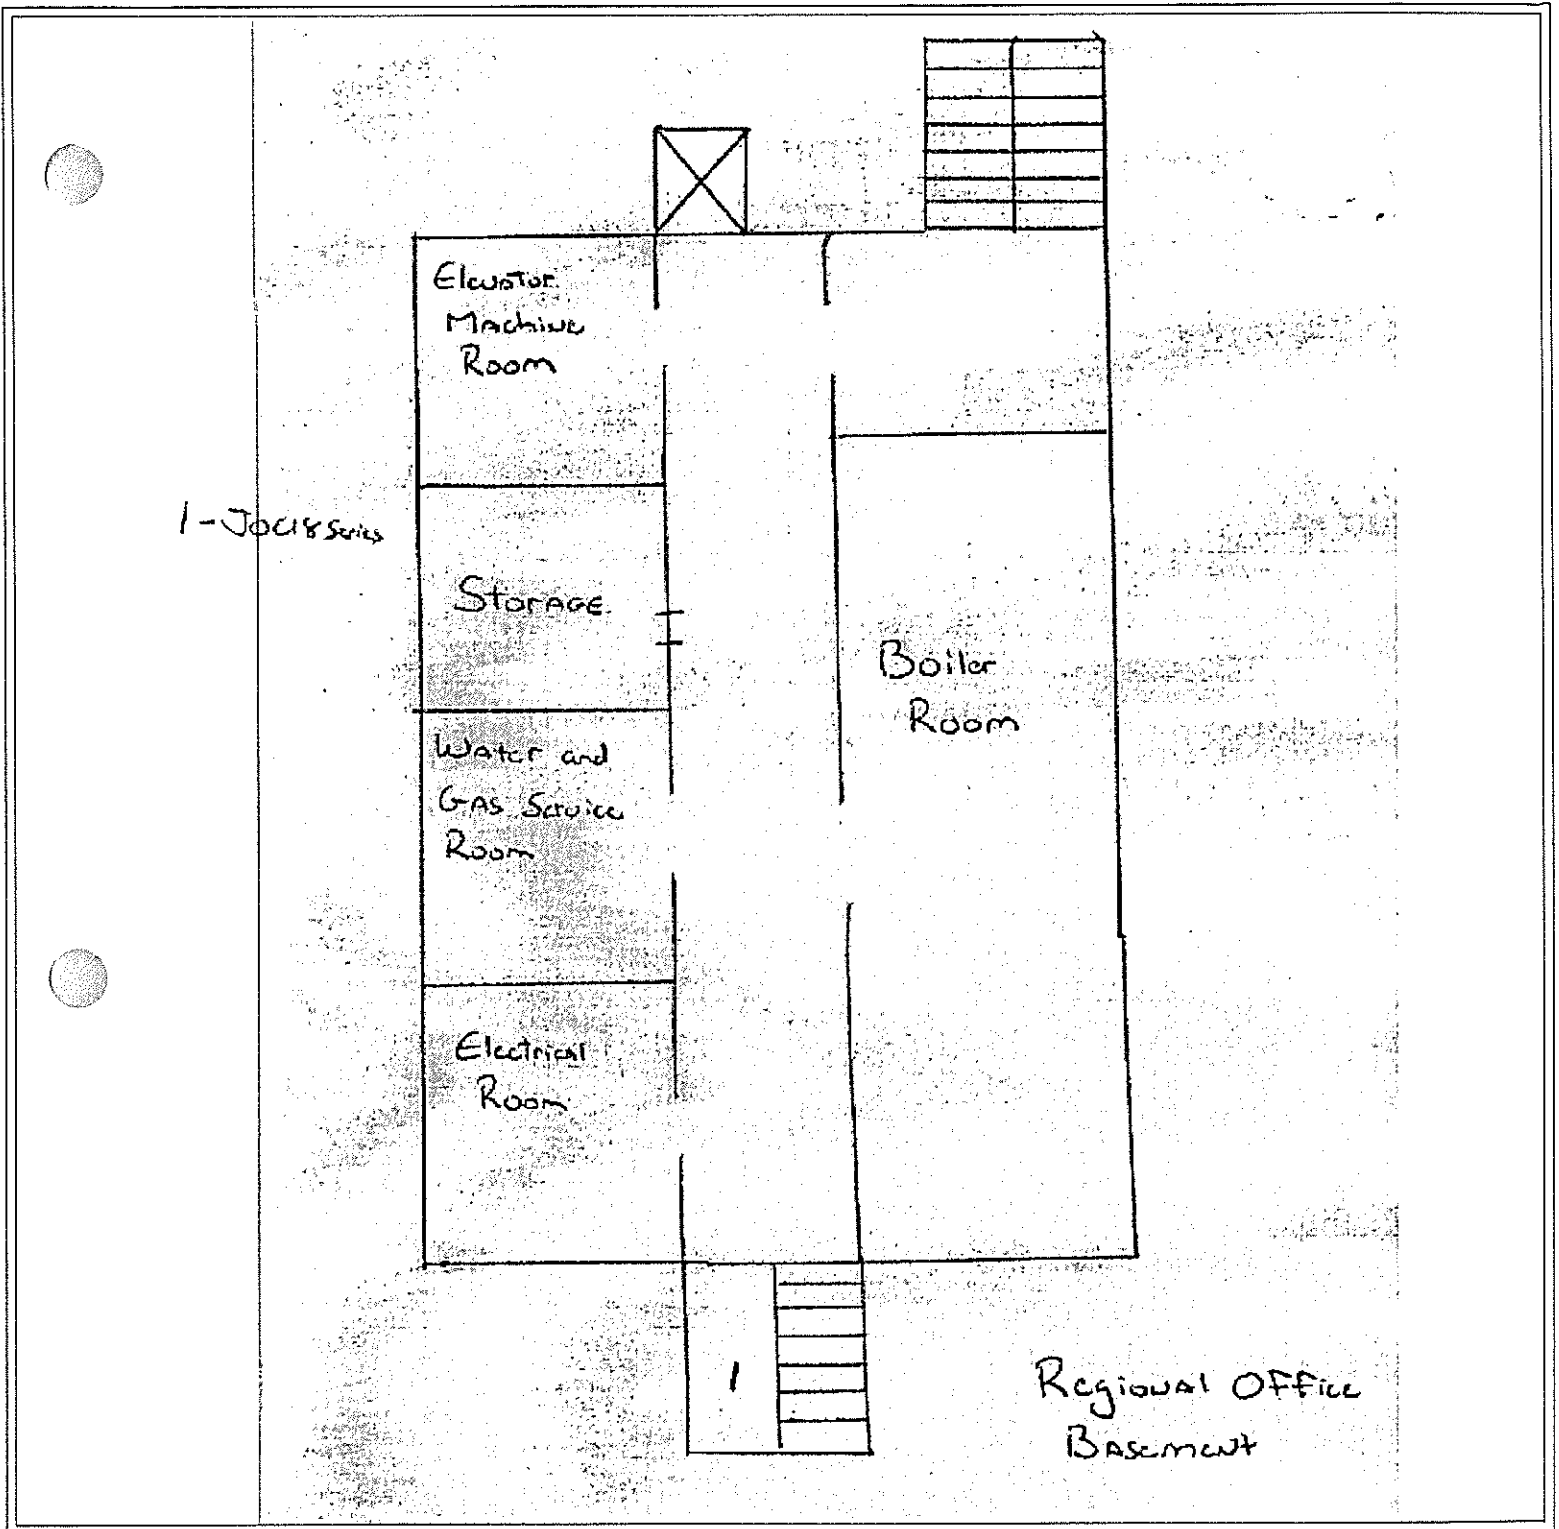 Elevator
Machine
Room
1 - Series
Storage
Water and
Gas Service
Room
Boiler
Room
Electrical
Room
1
Regional Office
Basement